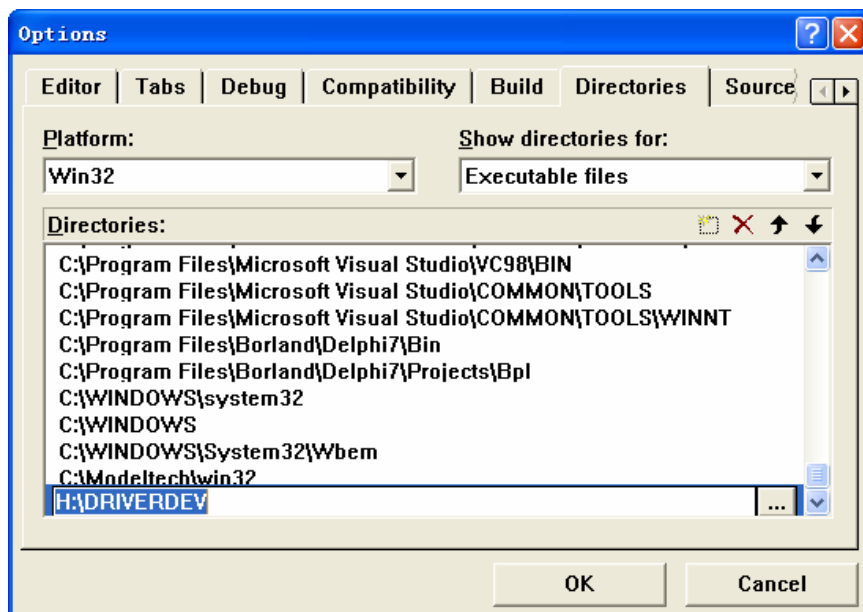 Options
Editor Tabs Debug Compatibility Build Directories Source
Platform: Show directories for:
Win32 Executable files
Directories:
C:\Program Files\Microsoft Visual Studio\VC98\BIN
C:\Program Files\Microsoft Visual Studio\COMMON\TOOLS
C:\Program Files\Microsoft Visual Studio\COMMON\TOOLS\WINNT
C:\Program Files\Borland\Delphi7\Bin
C:\Program Files\Borland\Delphi7\Projects\Bpl
C:\WINDOWS\system32
C:\WINDOWS
C:\WINDOWS\System32\Wbem
C:\Modeltech\win32
H:\DRIVERDEV ...
OK Cancel